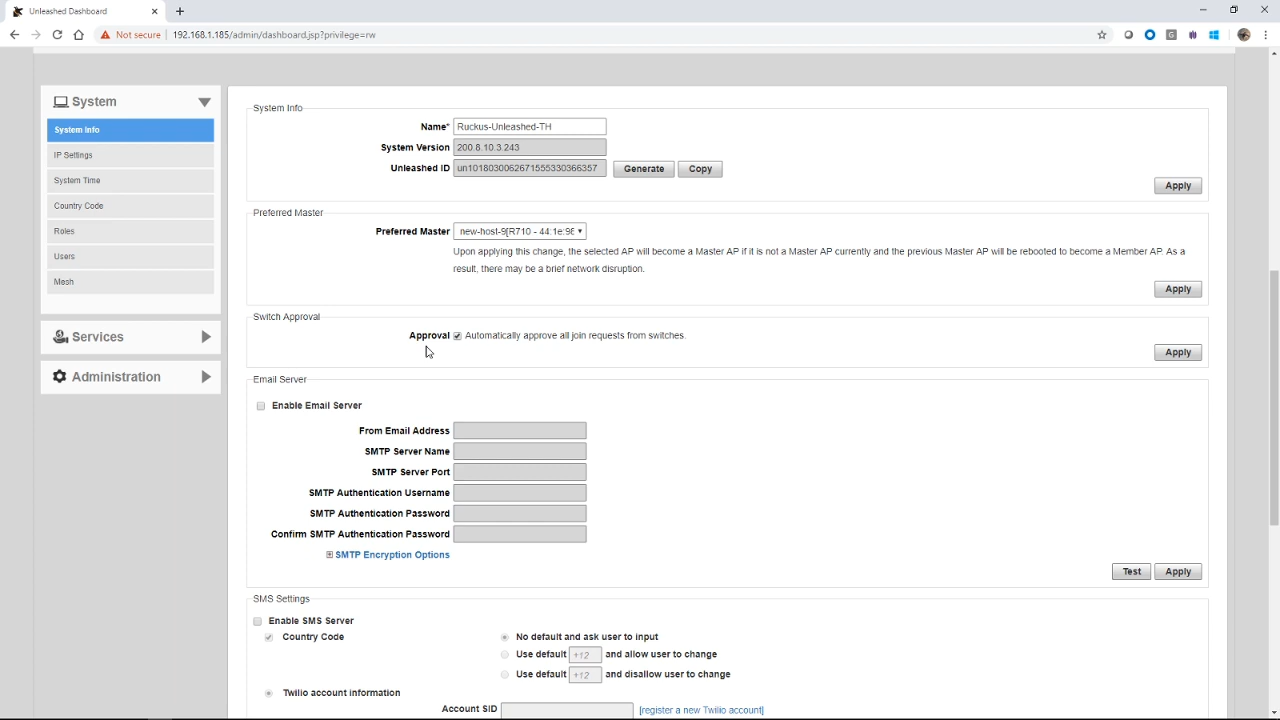 Unleashed Dashboard
Not secure 192.168.1.185/admin/dashboard.jsp?privilege=rw
System
System Info
IP Settings
System Time
Country Code
Roles
Users
Mesh
Services
Administration
System Info
Name* Ruckus-Unleashed-TH
System Version 200.8.10.3.243
Unleashed ID un1018030062671555330366357 Generate Copy
Apply
Preferred Master
Preferred Master new-host-9[R710 - 44:1e:98
Upon applying this change, the selected AP will become a Master AP if it is not a Master AP currently and the previous Master AP will be rebooted to become a Member AP. As a
result, there may be a brief network disruption.
Apply
Switch Approval
Approval Automatically approve all join requests from switches.
Apply
Email Server
Enable Email Server
From Email Address
SMTP Server Name
SMTP Server Port
SMTP Authentication Username
SMTP Authentication Password
Confirm SMTP Authentication Password
SMTP Encryption Options
Test Apply
SMS Settings
Enable SMS Server
Country Code No default and ask user to input
Use default +12 and allow user to change
Use default +12 and disallow user to change
Twilio account information
Account SID [register a new Twilio account]